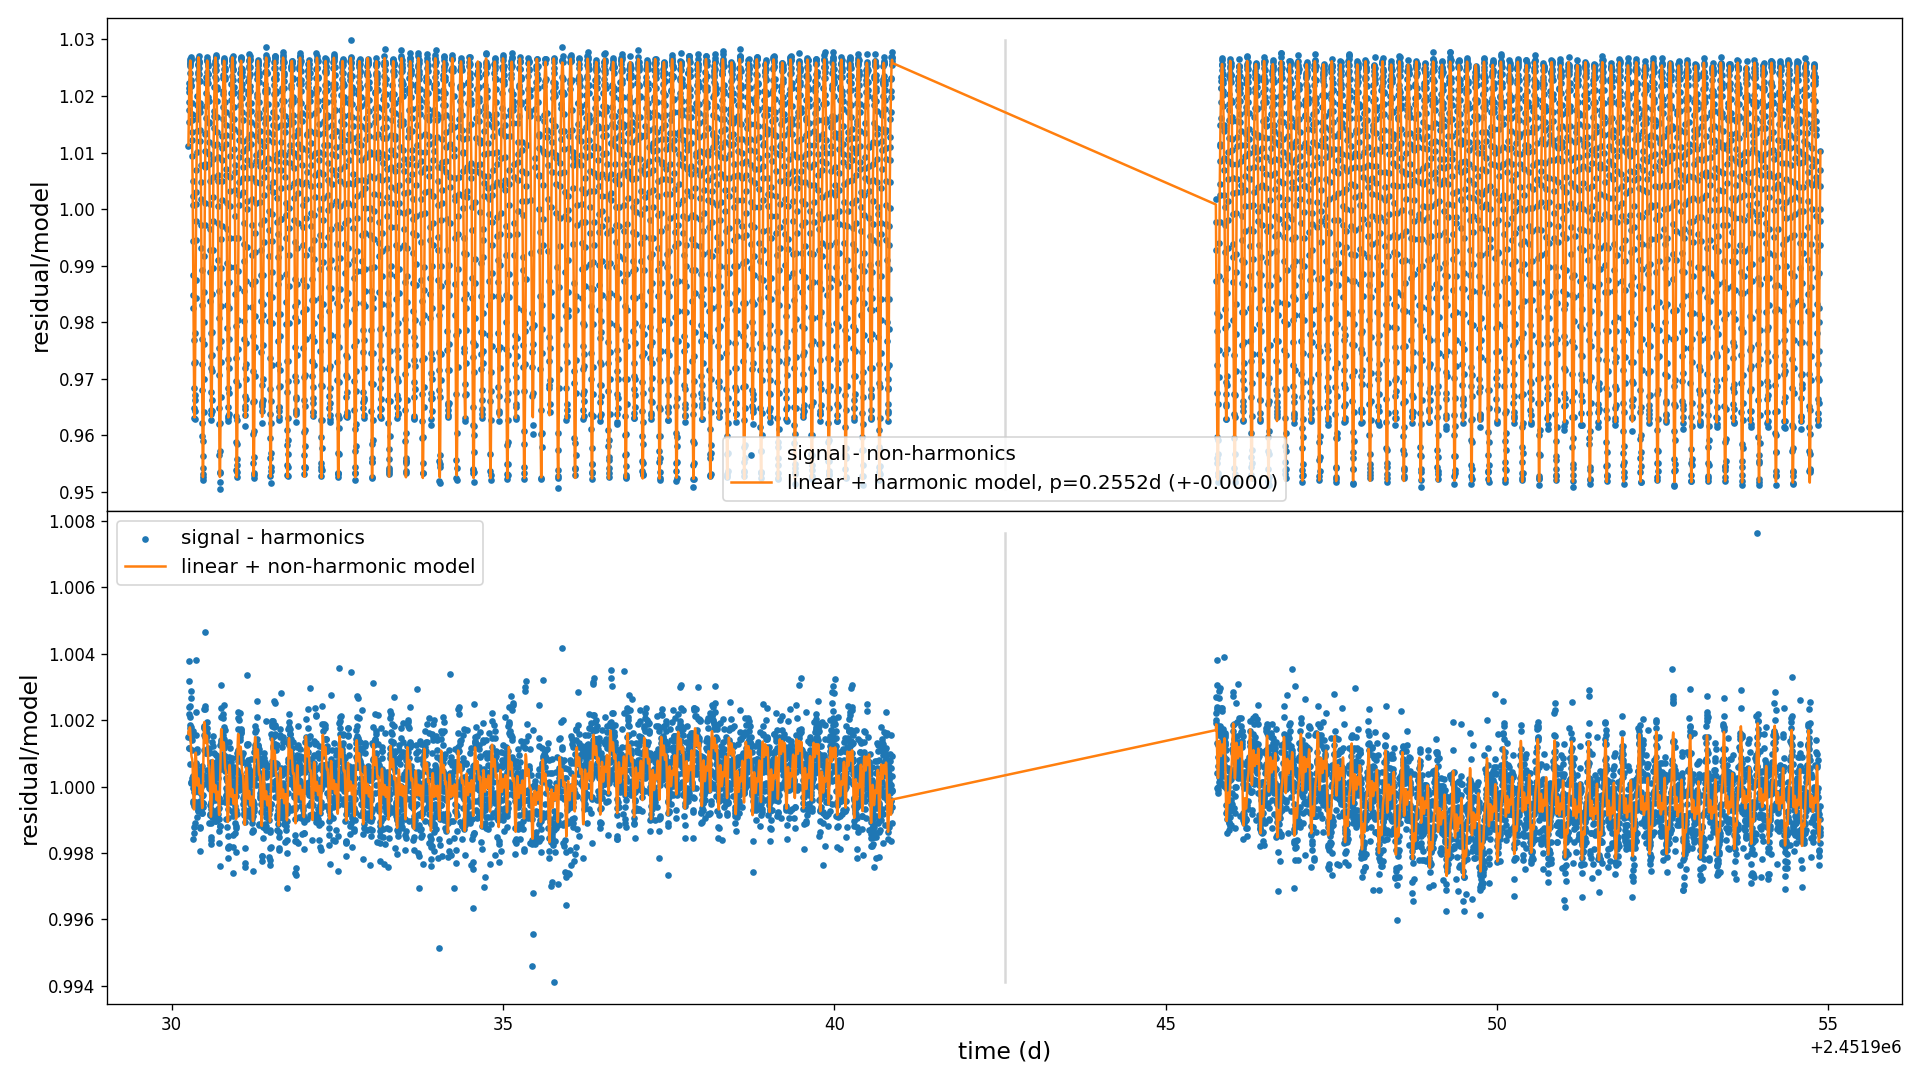 1.03
1.02
1.01
1.00
0.99
0.98
0.97
0.96
0.95
residual/model
signal - non-harmonics
linear + harmonic model, p=0.2552d (+-0.0000)
1.008
1.006
1.004
1.002
1.000
0.998
0.996
0.994
residual/model
signal - harmonics
linear + non-harmonic model
30
35
40
45
50
55
time (d)
+2.4519e6